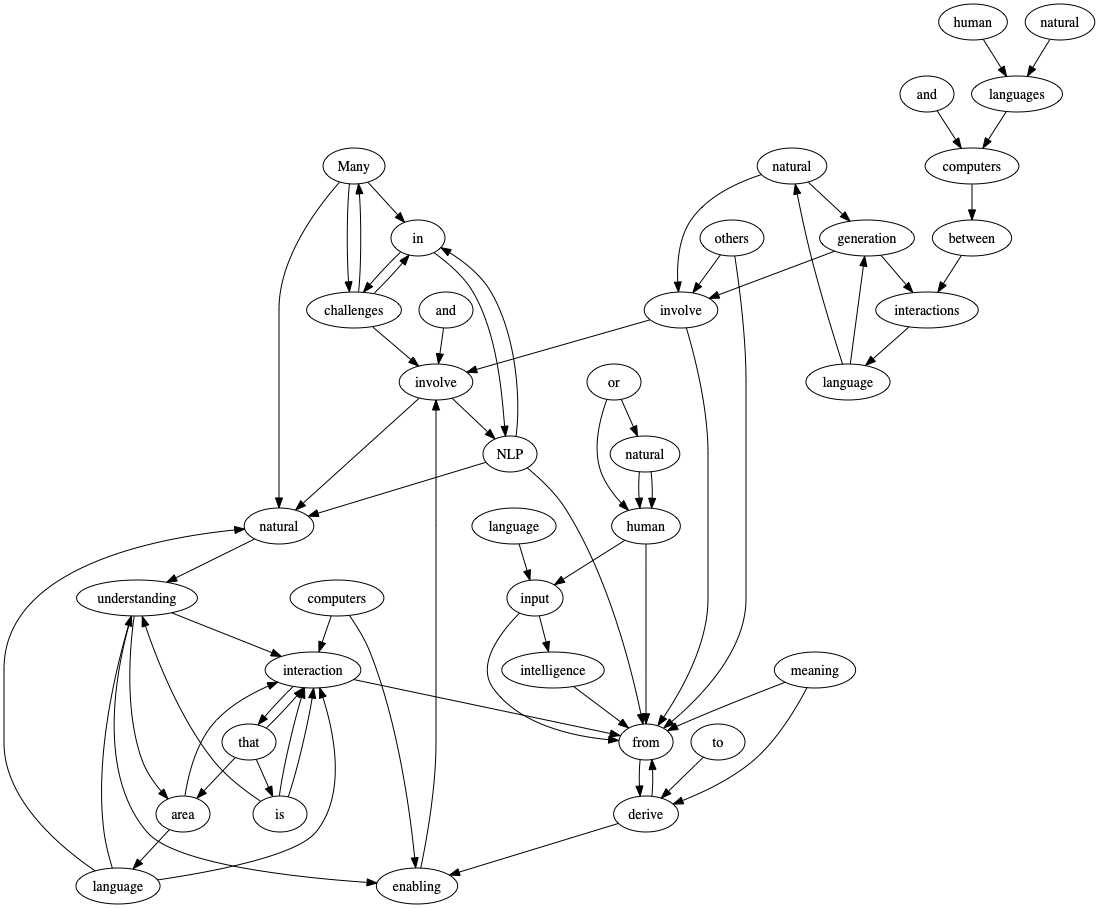 human natural
and languages
Many natural computers
in others generation between
challenges and involve interactions
involve or language
NLP natural
natural language human
understanding computers input
interaction intelligence meaning
that from to
area is derive
language enabling